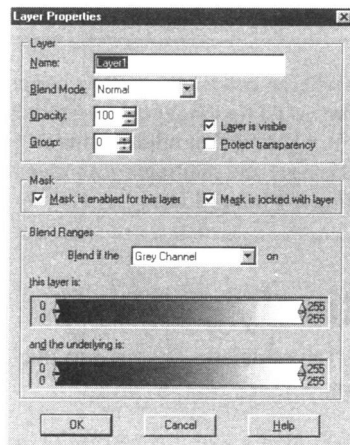 Layer Properties
Layer
Name: Layer1
Blend Mode: Normal
Opacity: 100
Layer is visible
Group: 0
Protect transparency
Mask
Mask is enabled for this layer Mask is locked with layer
Blend Ranges
Blend if the Grey Channel on
this layer is:
0 255
0 255
and the underlying is:
0 255
0 255
OK Cancel Help